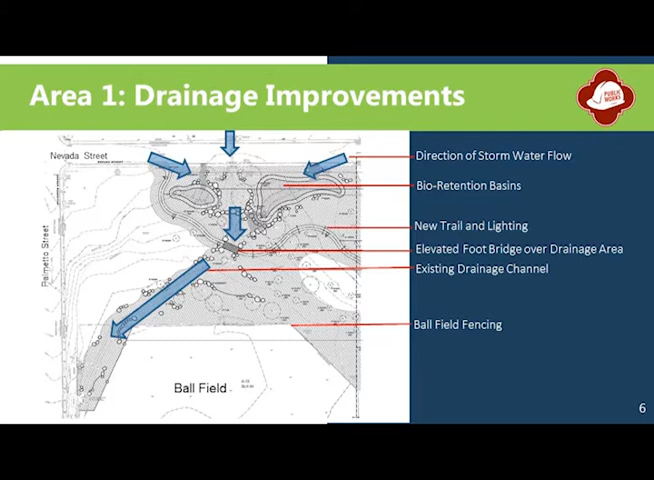 Area 1: Drainage Improvements
PUBLIC
WORKS
Nevada Street
Palmetto Street
Direction of Storm Water Flow
Bio-Retention Basins
New Trail and Lighting
Elevated Foot Bridge over Drainage Area
Existing Drainage Channel
Ball Field Fencing
Ball Field
6